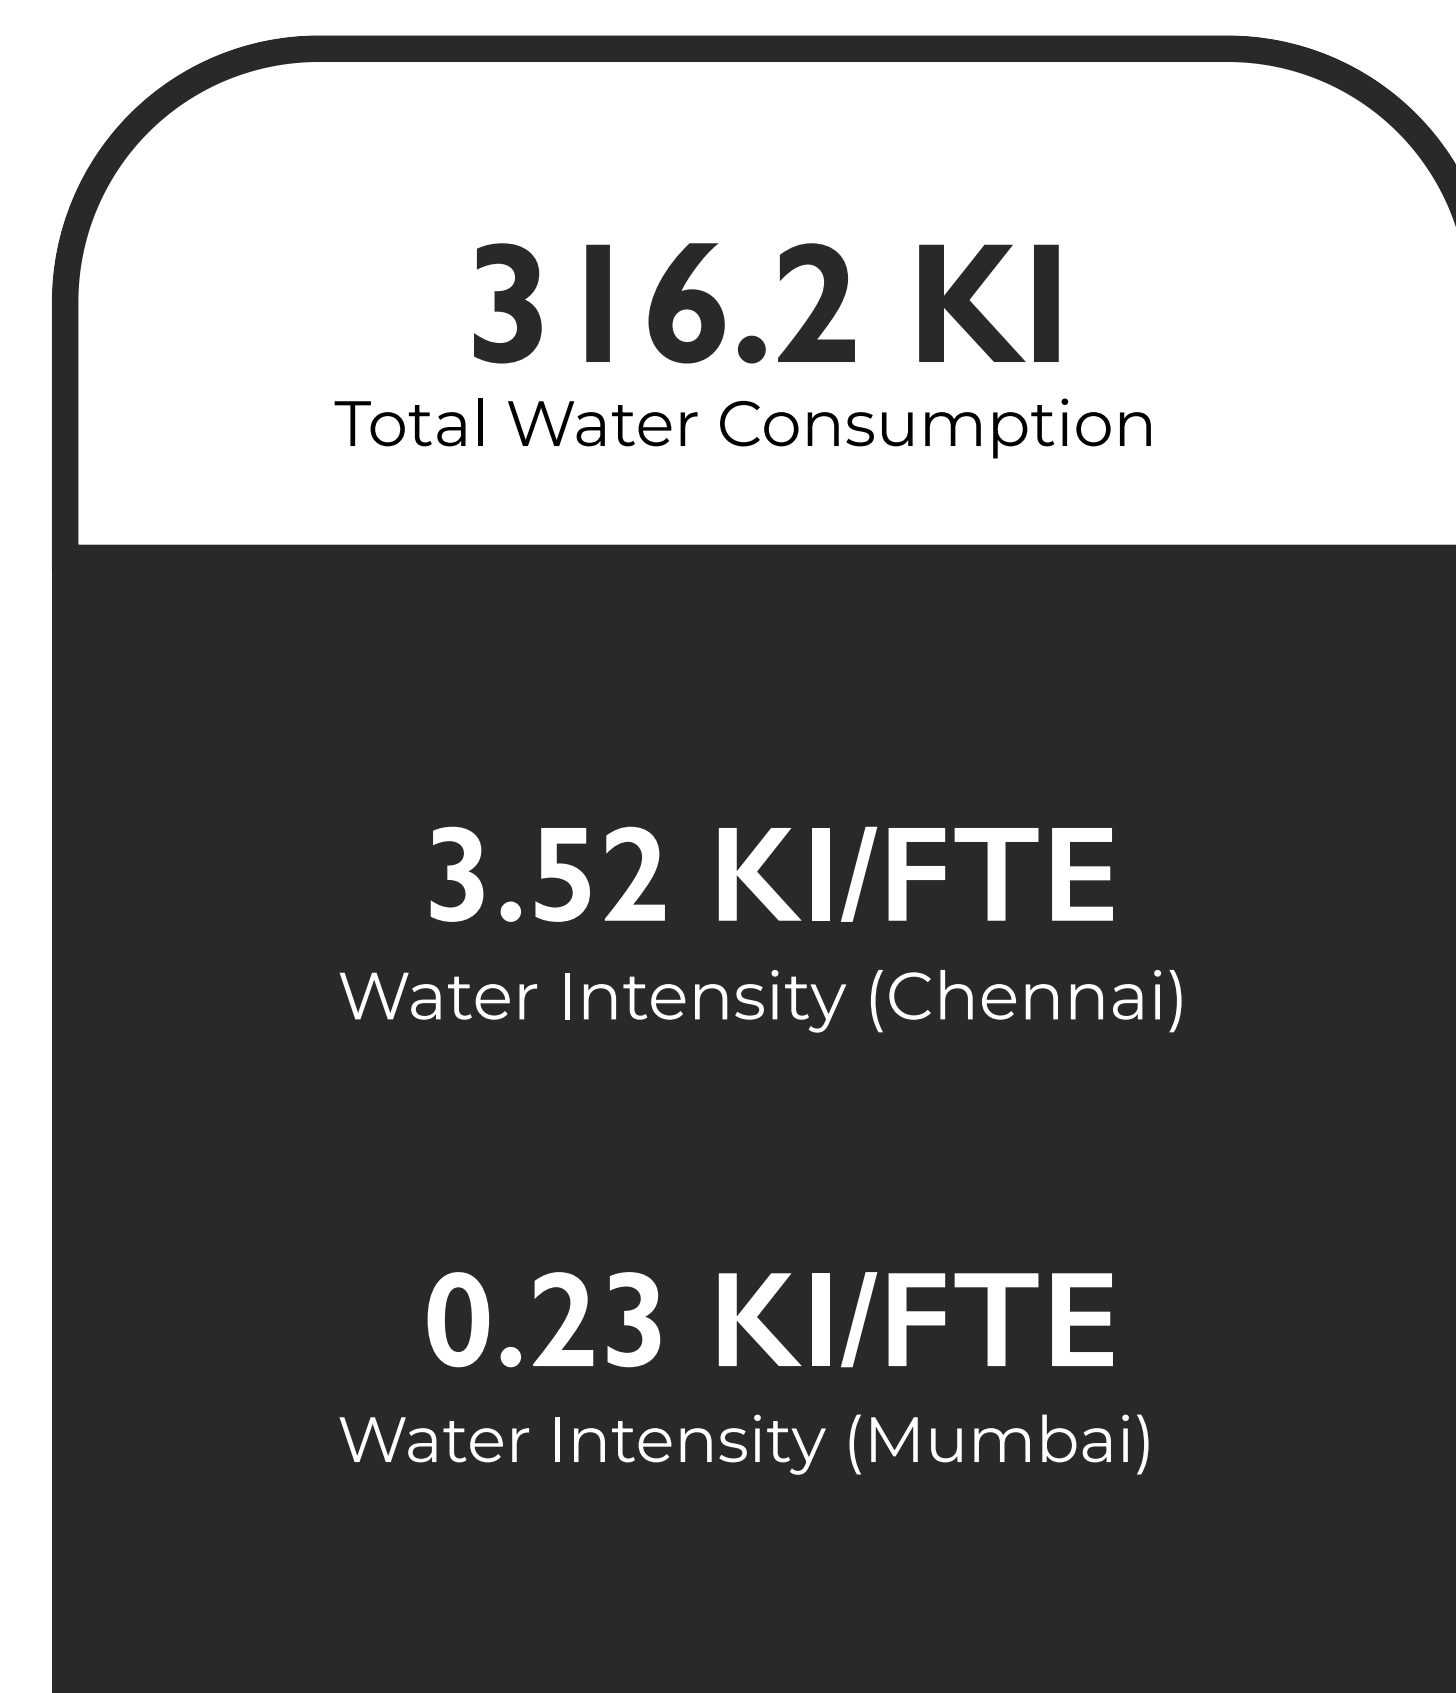 316.2 Kl
Total Water Consumption
3.52 Kl/FTE
Water Intensity (Chennai)
0.23 Kl/FTE
Water Intensity (Mumbai)